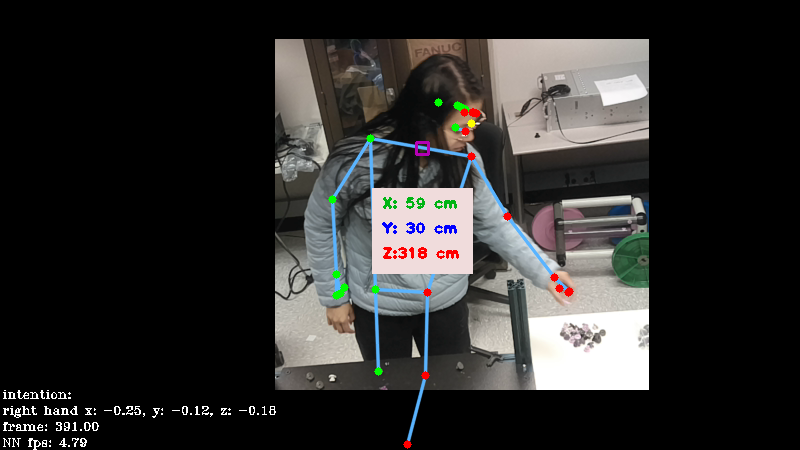 FANUC
X: 59 cm
Y: 30 cm
Z:318 cm
intention:
right hand x: -0.25, y: -0.12, z: -0.18
frame: 391.00
NN fps: 4.79